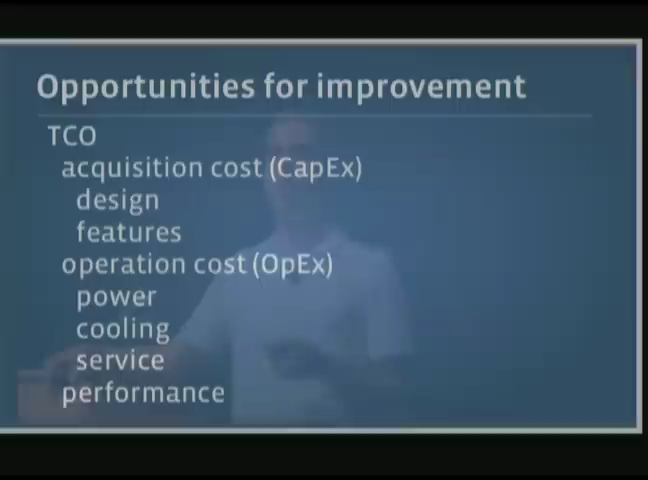 Opportunities for improvement
TCO
acquisition cost (CapEx)
design
features
operation cost (OpEx)
power
cooling
service
performance